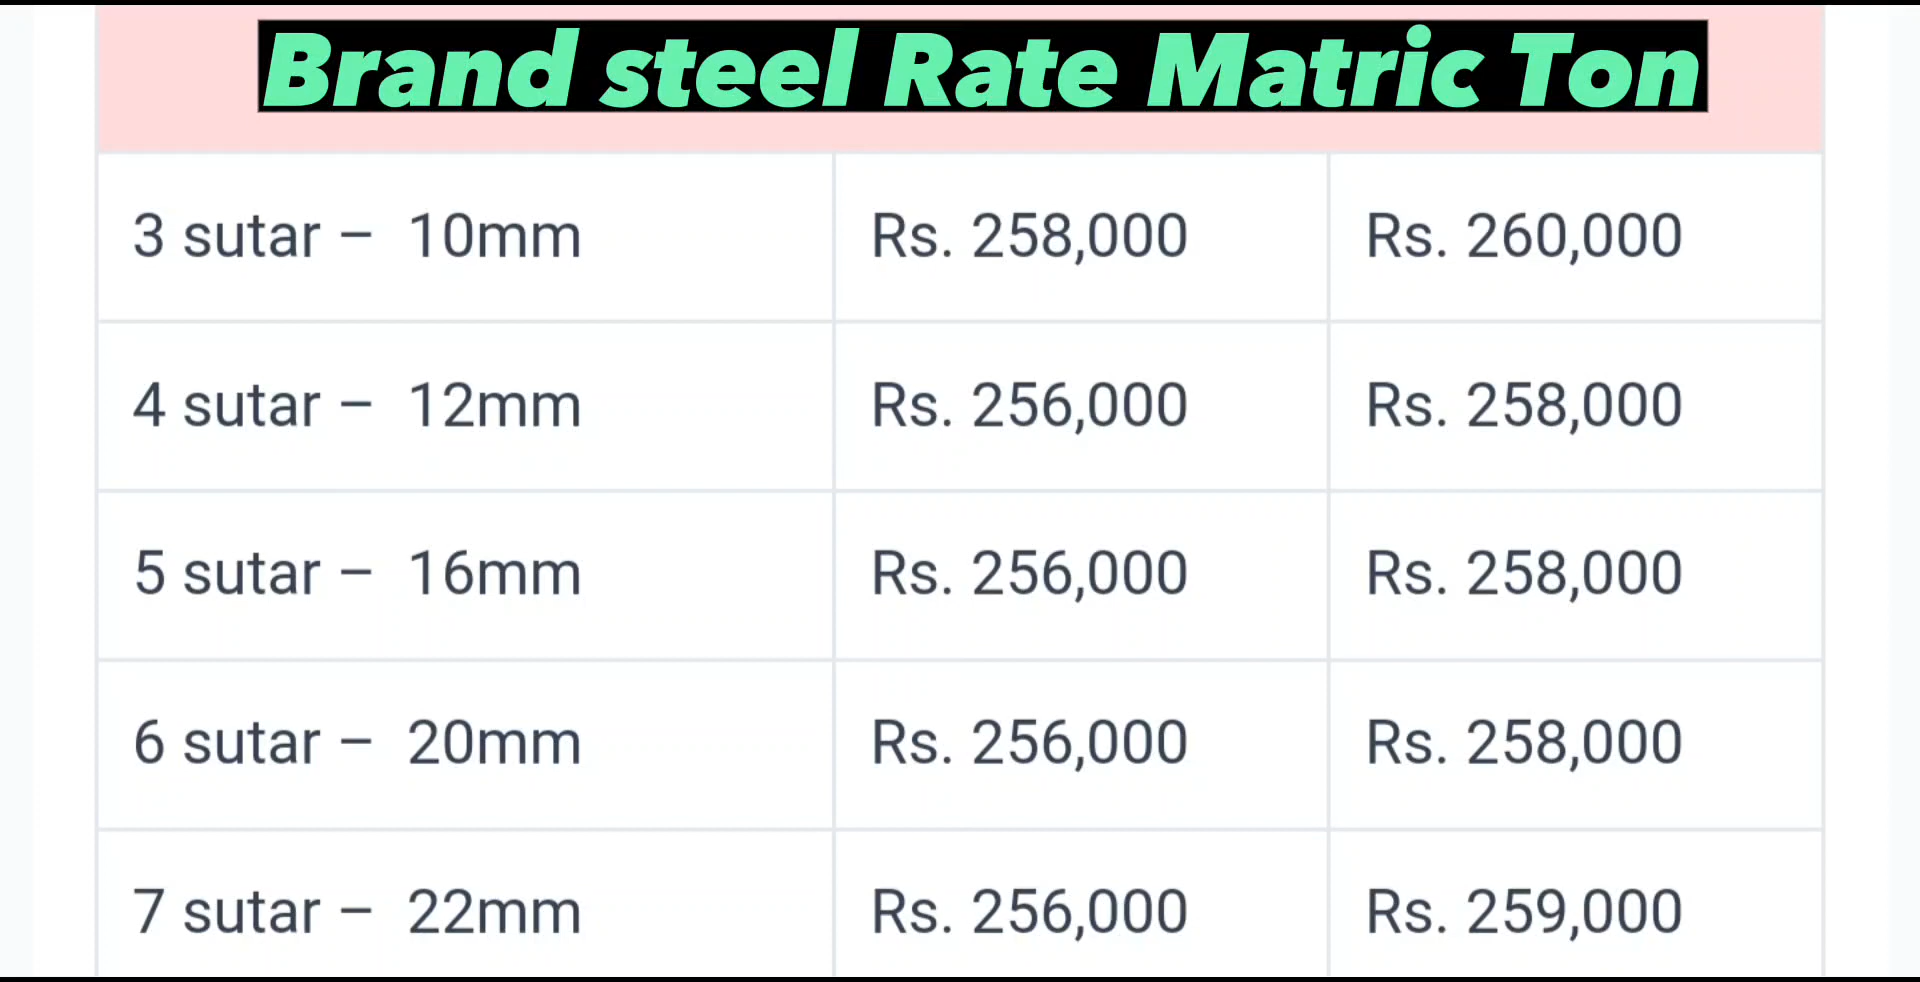 Brand steel Rate Matric Ton
3 sutar – 10mm Rs. 258,000 Rs. 260,000
4 sutar – 12mm Rs. 256,000 Rs. 258,000
5 sutar – 16mm Rs. 256,000 Rs. 258,000
6 sutar – 20mm Rs. 256,000 Rs. 258,000
7 sutar – 22mm Rs. 256,000 Rs. 259,000